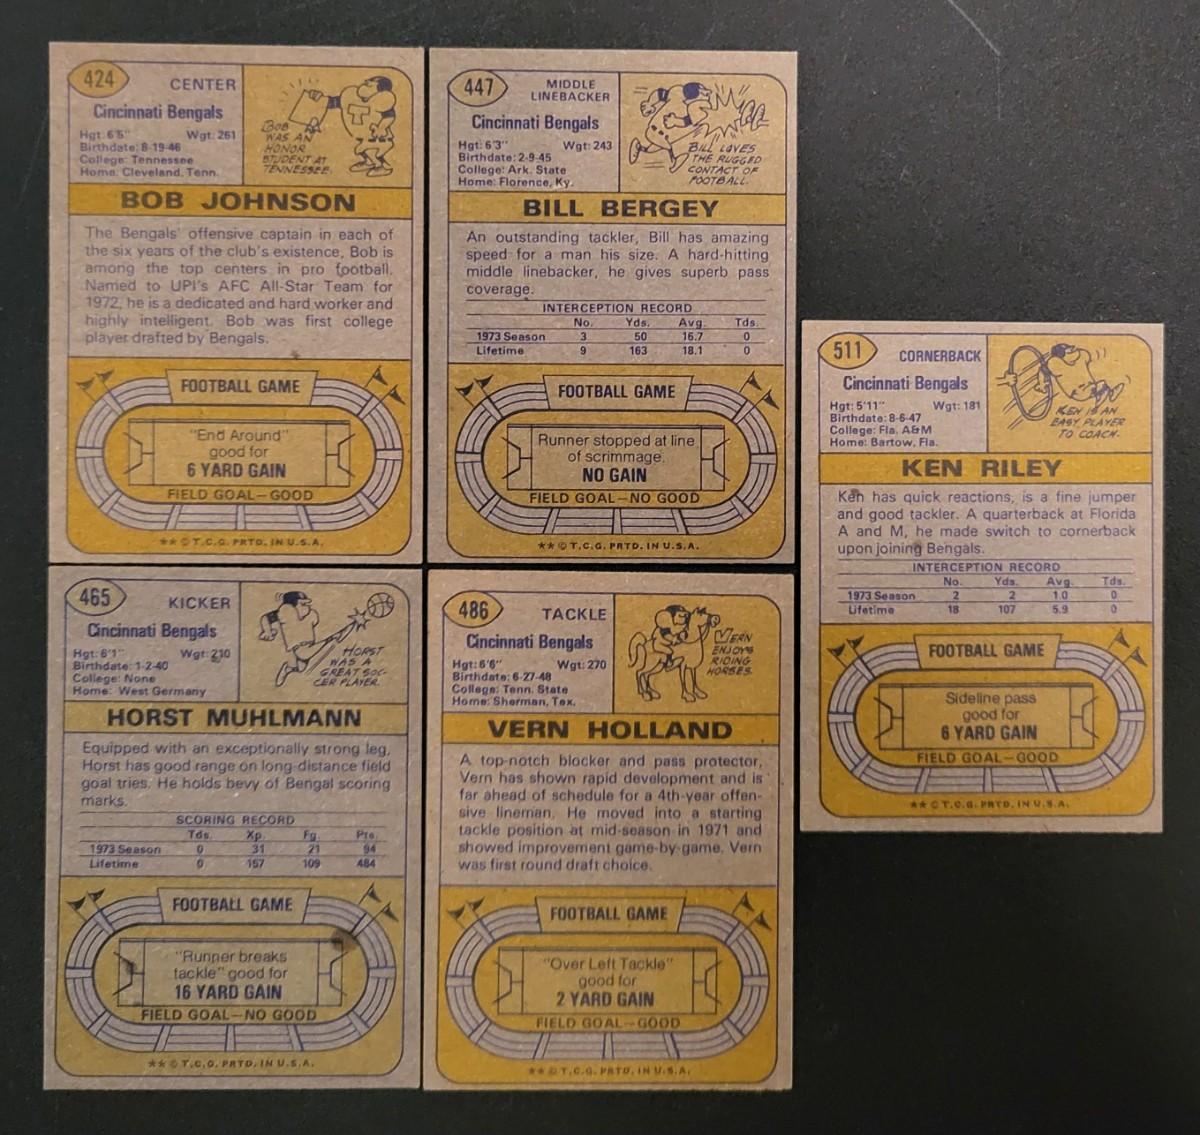 424
CENTER
Cincinnati Bengals
Hgt: 6'5" Wgt: 261
Birthdate: 8-19-46
College: Tennessee
Home: Cleveland, Tenn.
BOB
WAS AN
HONOR
STUDENT AT
TENNESSEE.
T
BOB JOHNSON
The Bengals' offensive captain in each of
the six years of the club's existence, Bob is
among the top centers in pro football.
Named to UPI's AFC All-Star Team for
1972, he is a dedicated and hard worker and
highly intelligent. Bob was first college
player drafted by Bengals.
FOOTBALL GAME
"End Around"
good for
6 YARD GAIN
FIELD GOAL—GOOD
** © T.C.G. PRTD. IN U.S.A.
447
MIDDLE
LINEBACKER
Cincinnati Bengals
Hgt: 6'3" Wgt: 243
Birthdate: 2-9-45
College: Ark. State
Home: Florence, Ky.
BILL LOVES
THE RUGGED
CONTACT OF
FOOTBALL.
BILL BERGEY
An outstanding tackler, Bill has amazing
speed for a man his size. A hard-hitting
middle linebacker, he gives superb pass
coverage.
INTERCEPTION RECORD
No. Yds. Avg. Tds.
1973 Season 3 50 16.7 0
Lifetime 9 163 18.1 0
FOOTBALL GAME
Runner stopped at line
of scrimmage.
NO GAIN
FIELD GOAL—NO GOOD
** © T.C.G. PRTD. IN U.S.A.
511
CORNERBACK
Cincinnati Bengals
Hgt: 5'11" Wgt: 181
Birthdate: 8-6-47
College: Fla. A&M
Home: Bartow, Fla.
KEN IS AN
EASY PLAYER
TO COACH.
KEN RILEY
Ken has quick reactions, is a fine jumper
and good tackler. A quarterback at Florida
A and M, he made switch to cornerback
upon joining Bengals.
INTERCEPTION RECORD
No. Yds. Avg. Tds.
1973 Season 2 2 1.0 0
Lifetime 18 107 5.9 0
FOOTBALL GAME
Sideline pass
good for
6 YARD GAIN
FIELD GOAL—GOOD
** © T.C.G. PRTD. IN U.S.A.
465
KICKER
Cincinnati Bengals
Hgt: 6'1" Wgt: 210
Birthdate: 1-2-40
College: None
Home: West Germany
HORST
WAS A
GREAT SOC-
CER PLAYER.
HORST MUHLMANN
Equipped with an exceptionally strong leg,
Horst has good range on long-distance field
goal tries. He holds bevy of Bengal scoring
marks.
SCORING RECORD
Tds. Xp. Fg. Pts.
1973 Season 0 31 21 94
Lifetime 0 157 109 484
FOOTBALL GAME
"Runner breaks
tackle" good for
16 YARD GAIN
FIELD GOAL—NO GOOD
** © T.C.G. PRTD. IN U.S.A.
486
TACKLE
Cincinnati Bengals
Hgt: 6'6" Wgt: 270
Birthdate: 6-27-48
College: Tenn. State
Home: Sherman, Tex.
VERN
ENJOYS
RIDING
HORSES.
VERN HOLLAND
A top-notch blocker and pass protector,
Vern has shown rapid development and is
far ahead of schedule for a 4th-year offen-
sive lineman. He moved into a starting
tackle position at mid-season in 1971 and
showed improvement game-by-game. Vern
was first round draft choice.
FOOTBALL GAME
"Over Left Tackle"
good for
2 YARD GAIN
FIELD GOAL—GOOD
** © T.C.G. PRTD. IN U.S.A.